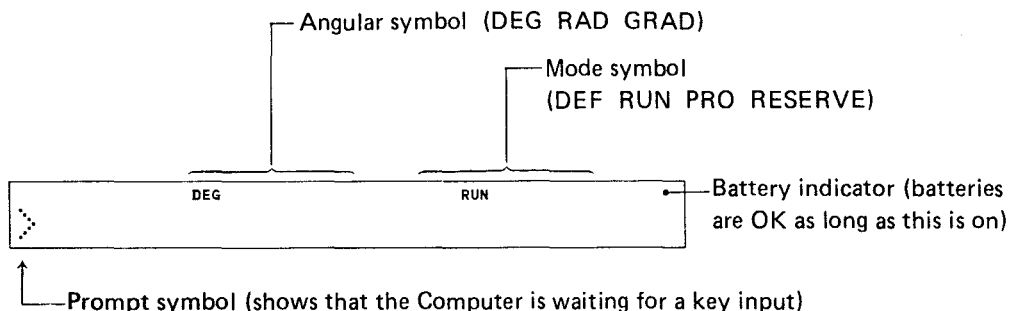 Angular symbol (DEG RAD GRAD)
Mode symbol
(DEF RUN PRO RESERVE)
DEG RUN
Battery indicator (batteries
are OK as long as this is on)
Prompt symbol (shows that the Computer is waiting for a key input)